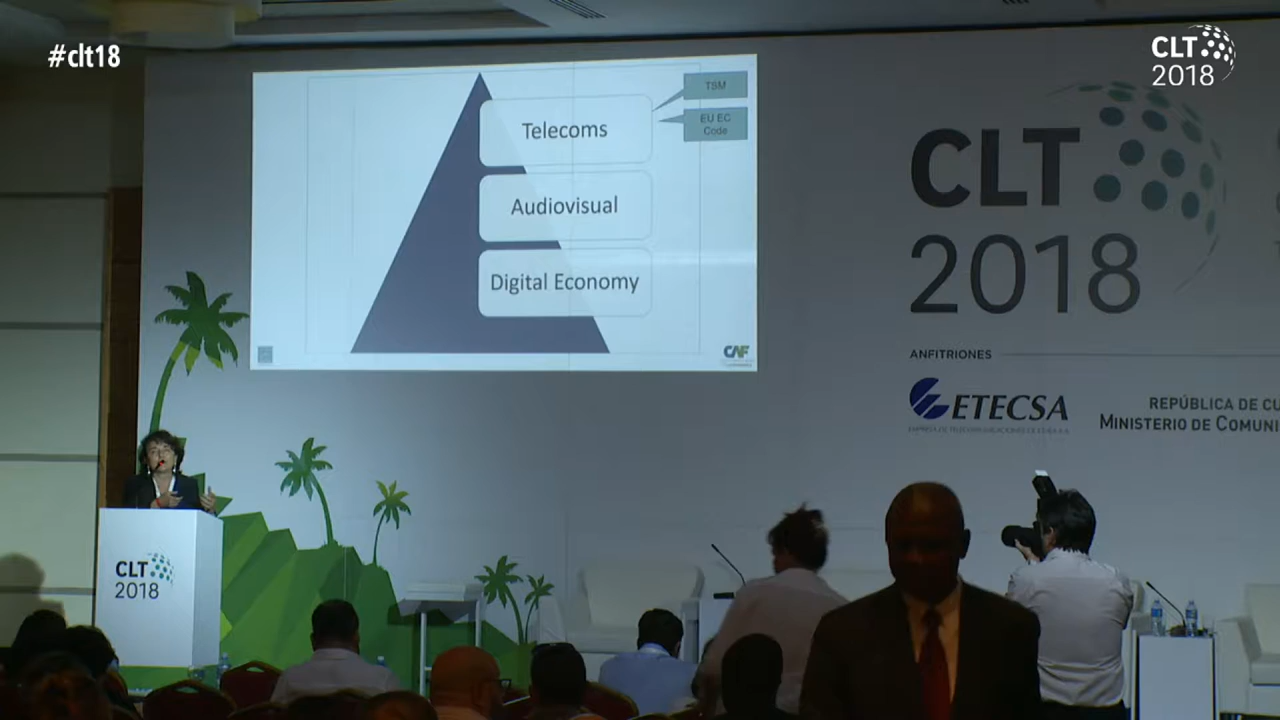 #clt18
CLT
2018
TSM
EU EC
Code
Telecoms
Audiovisual
Digital Economy
CAF
CLT
2018
ANFITRIONES
ETECSA
REPÚBLICA DE CU
MINISTERIO DE COMUNI
CLT
2018